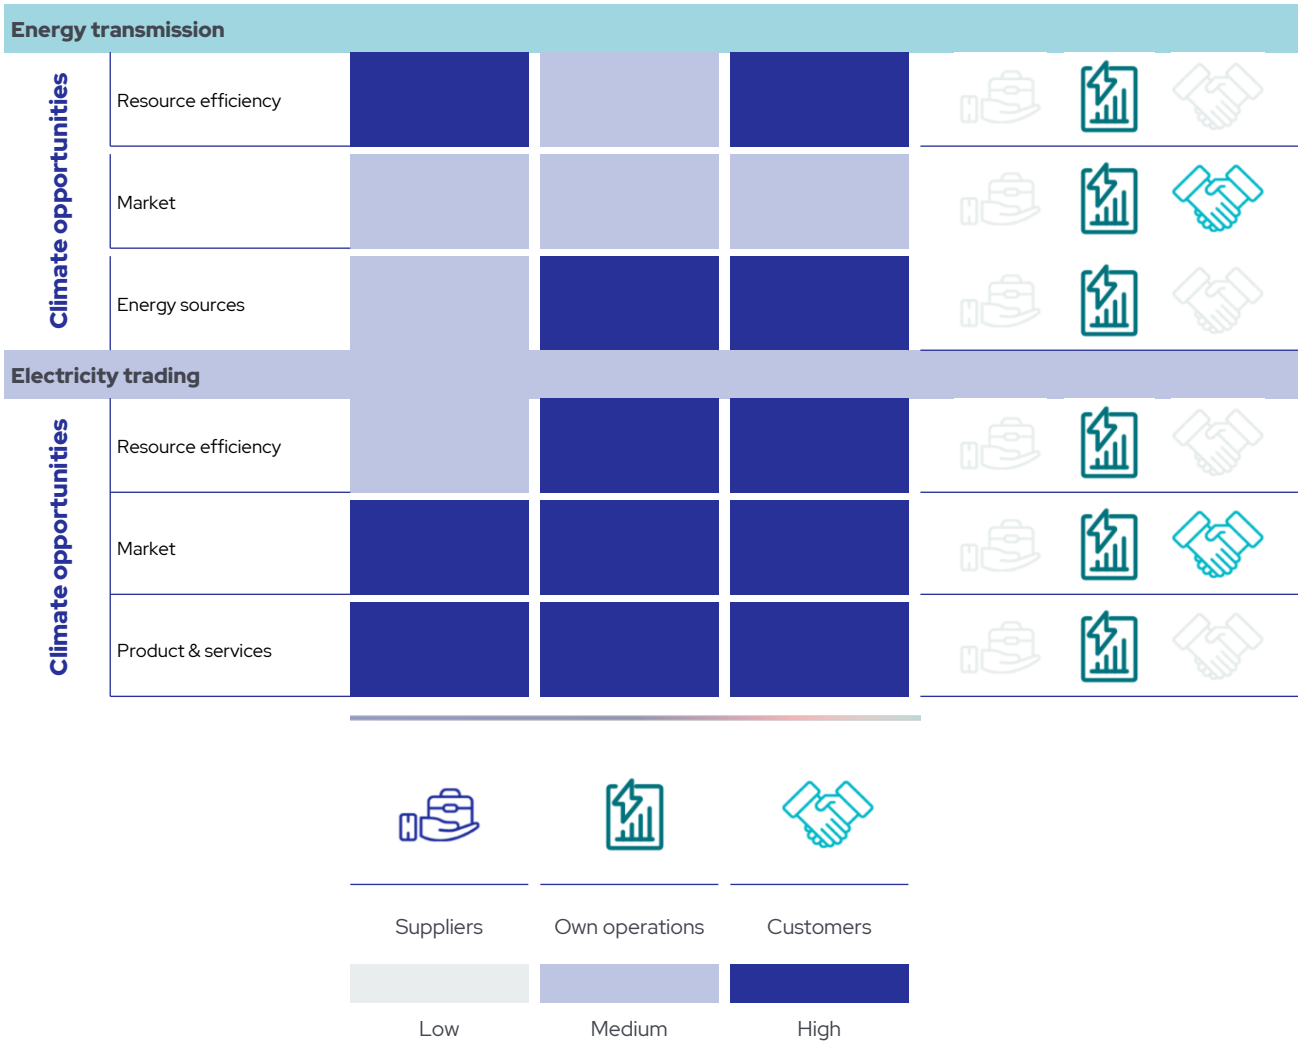 Energy transmission
Climate opportunities
Resource efficiency
Market
Energy sources
Electricity trading
Climate opportunities
Resource efficiency
Market
Product & services
Suppliers
Own operations
Customers
Low
Medium
High